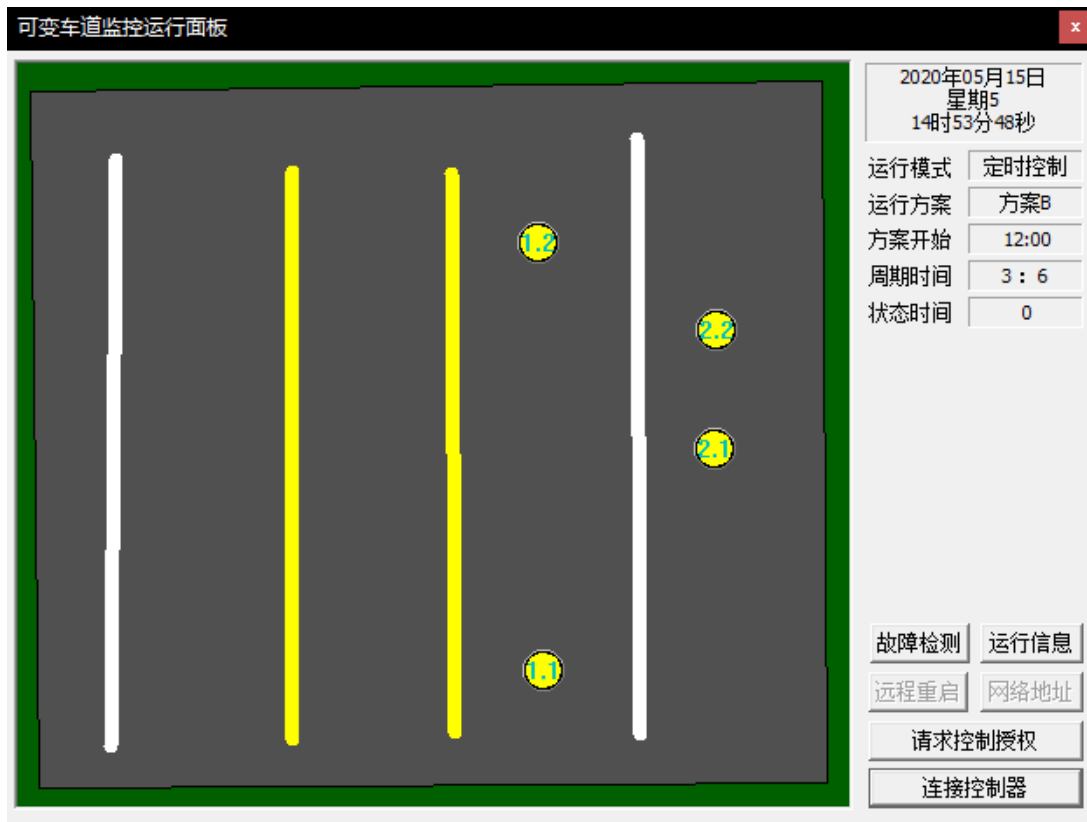 可变车道监控运行面板
x
2020年05月15日
星期5
14时53分48秒
运行模式 定时控制
运行方案 方案B
方案开始 12:00
周期时间 3 : 6
状态时间 0
1.2
2.2
2.1
1.1
故障检测 运行信息
远程重启 网络地址
请求控制授权
连接控制器